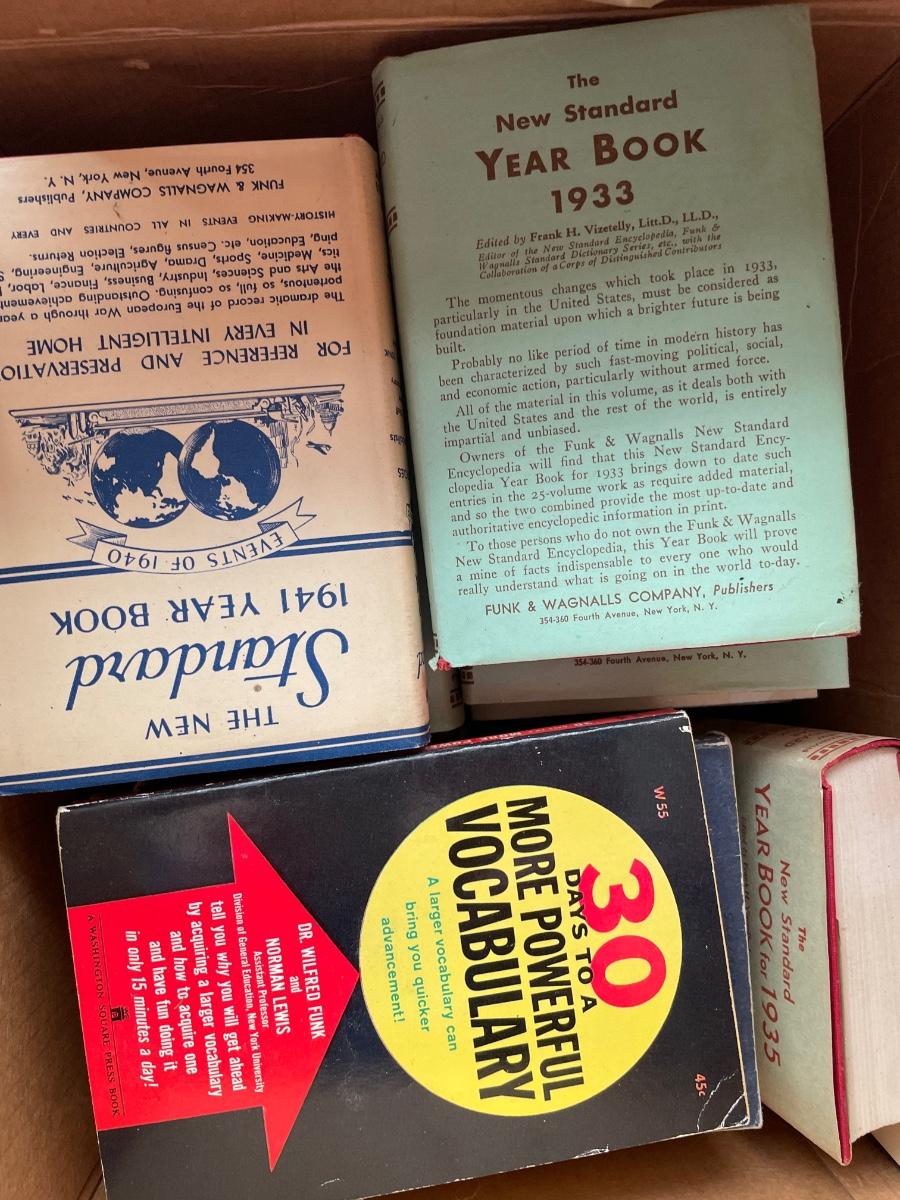 The
New Standard
YEAR BOOK
1933
Edited by Frank H. Vizetelly, Litt.D., LL.D.,
Editor of the New Standard Encyclopedia, Funk &
Wagnalls Standard Dictionary Series, etc., with the
Collaboration of a Corps of Distinguished Contributors
The momentous changes which took place in 1933,
particularly in the United States, must be considered as
foundation material upon which a brighter future is being
built.
Probably no like period of time in modern history has
been characterized by such fast-moving political, social,
and economic action, particularly without armed force.
All of the material in this volume, as it deals both with
the United States and the rest of the world, is entirely
impartial and unbiased.
Owners of the Funk & Wagnalls New Standard
Encyclopedia will find that this New Standard Ency-
clopedia Year Book for 1933 brings down to date such
entries in the 25-volume work as require added material,
and so the two combined provide the most up-to-date and
authoritative encyclopedic information in print.
To those persons who do not own the Funk & Wagnalls
New Standard Encyclopedia, this Year Book will prove
a mine of facts indispensable to every one who would
really understand what is going on in the world to-day.
FUNK & WAGNALLS COMPANY, Publishers
354-360 Fourth Avenue, New York, N. Y.
354-360 Fourth Avenue, New York, N. Y.
THE NEW
Standard
1941 YEAR BOOK
EVENTS OF 1940
FOR REFERENCE AND
IN EVERY INTELLIGENT HOME
The dramatic record of the European War through a year
portentous, so full, so confusing. Outstanding
the Arts and Sciences, Industry, Business, Finance, Labor,
tics, Medicine, Sports, Drama, Agriculture, Engineering,
ping, Education, etc. Census figures, Election Returns.
HISTORY-MAKING EVENTS IN ALL COUNTRIES AND EVERY
FUNK & WAGNALLS COMPANY, Publishers
354 Fourth Avenue, New York, N. Y.
W 55
45c
30
DAYS TO A
MORE POWERFUL
VOCABULARY
A larger vocabulary can
bring you quicker
advancement!
DR. WILFRED FUNK
and
NORMAN LEWIS
Assistant Professor
Division of General Education, New York University
tell you why you will get ahead
by acquiring a larger vocabulary
and how to acquire one
and have fun doing it
in only 15 minutes a day!
A WASHINGTON SQUARE PRESS BOOK
The
New Standard
YEAR BOOK for 1935